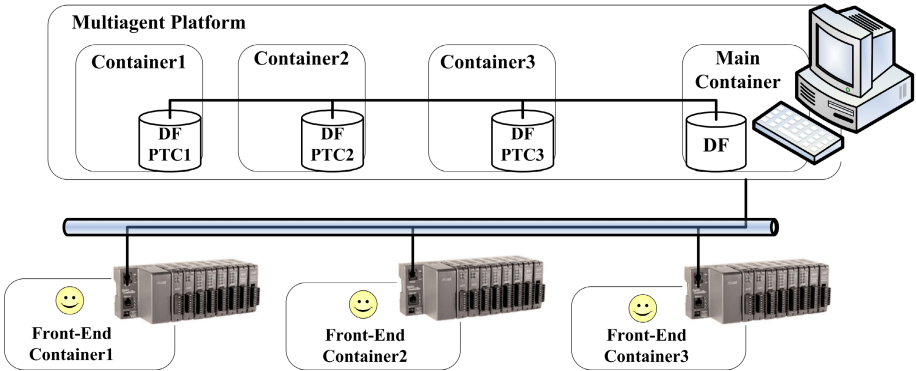 Multiagent Platform
Container1
Container2
Container3
Main
Container
DF
PTC1
DF
PTC2
DF
PTC3
DF
Front-End
Container1
Front-End
Container2
Front-End
Container3